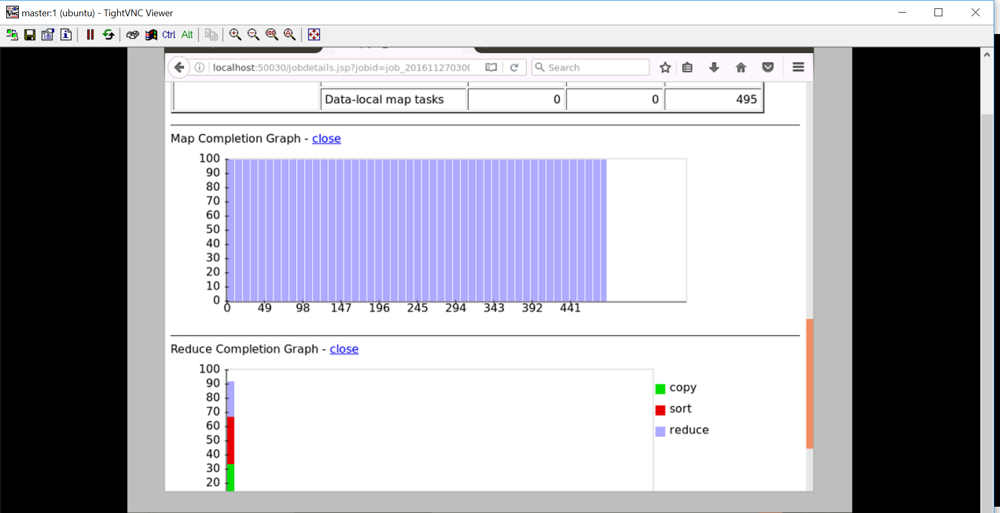 master:1 (ubuntu) - TightVNC Viewer
Ctrl Alt
localhost:50030/jobdetails.jsp?jobid=job_20161127030( Search
Data-local map tasks 0 0 495
Map Completion Graph - close
100
90
80
70
60
50
40
30
20
10
0
0 49 98 147 196 245 294 343 392 441
Reduce Completion Graph - close
100
90
80
70
60
50
40
30
20
copy
sort
reduce